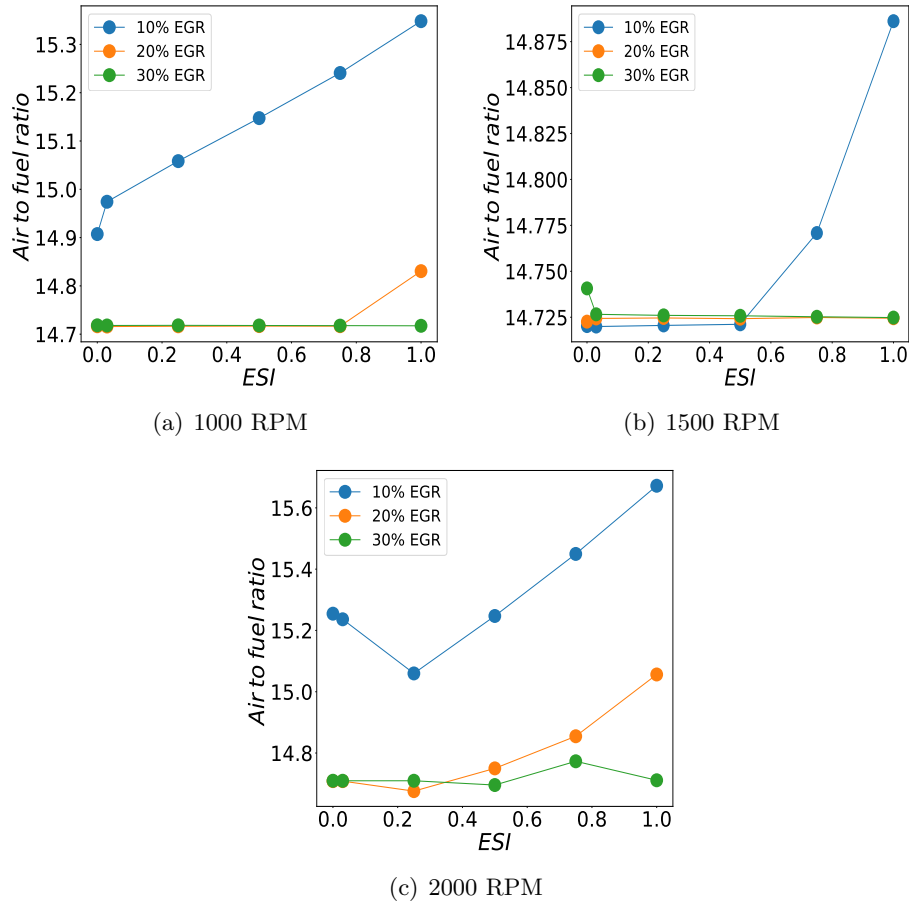 10% EGR
20% EGR
30% EGR
15.3
15.2
15.1
15.0
14.9
14.8
14.7
Air to fuel ratio
0.0 0.2 0.4 0.6 0.8 1.0
ESI
(a) 1000 RPM
10% EGR
20% EGR
30% EGR
14.875
14.850
14.825
14.800
14.775
14.750
14.725
Air to fuel ratio
0.0 0.2 0.4 0.6 0.8 1.0
ESI
(b) 1500 RPM
10% EGR
20% EGR
30% EGR
15.6
15.4
15.2
15.0
14.8
Air to fuel ratio
0.0 0.2 0.4 0.6 0.8 1.0
ESI
(c) 2000 RPM